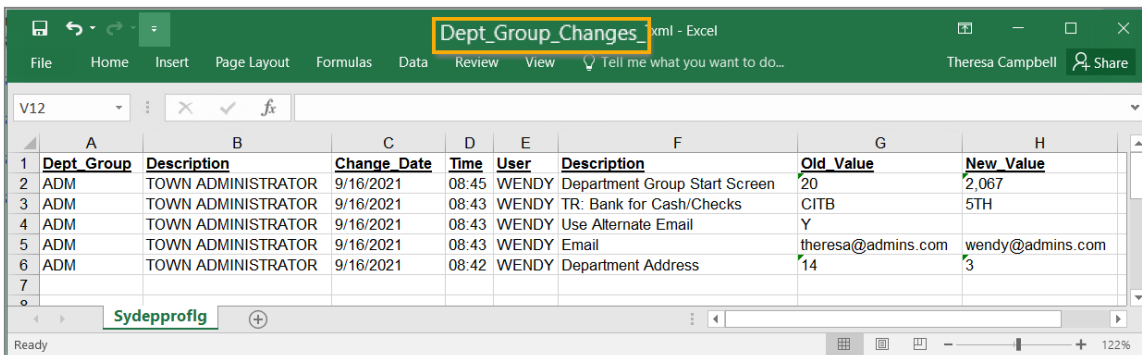 Dept_Group_Changes_ xml - Excel
File Home Insert Page Layout Formulas Data Review View Tell me what you want to do... Theresa Campbell Share
V12 fx
A B C D E F G H
1 Dept_Group Description Change_Date Time User Description Old_Value New_Value
2 ADM TOWN ADMINISTRATOR 9/16/2021 08:45 WENDY Department Group Start Screen 20 2,067
3 ADM TOWN ADMINISTRATOR 9/16/2021 08:43 WENDY TR: Bank for Cash/Checks CITB 5TH
4 ADM TOWN ADMINISTRATOR 9/16/2021 08:43 WENDY Use Alternate Email Y
5 ADM TOWN ADMINISTRATOR 9/16/2021 08:43 WENDY Email theresa@admins.com wendy@admins.com
6 ADM TOWN ADMINISTRATOR 9/16/2021 08:42 WENDY Department Address 14 3
7
Sydepproflg
Ready 122%